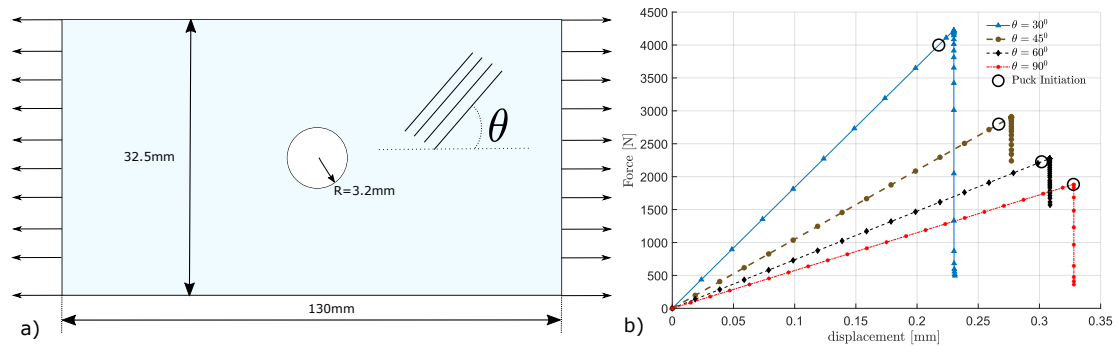 32.5mm
θ
R=3.2mm
130mm
a)
4500
4000
3500
3000
2500
2000
1500
1000
500
0
Force [N]
0
0.05
0.1
0.15
0.2
0.25
0.3
0.35
displacement [mm]
θ = 30⁰
θ = 45⁰
θ = 60⁰
θ = 90⁰
Puck Initiation
b)